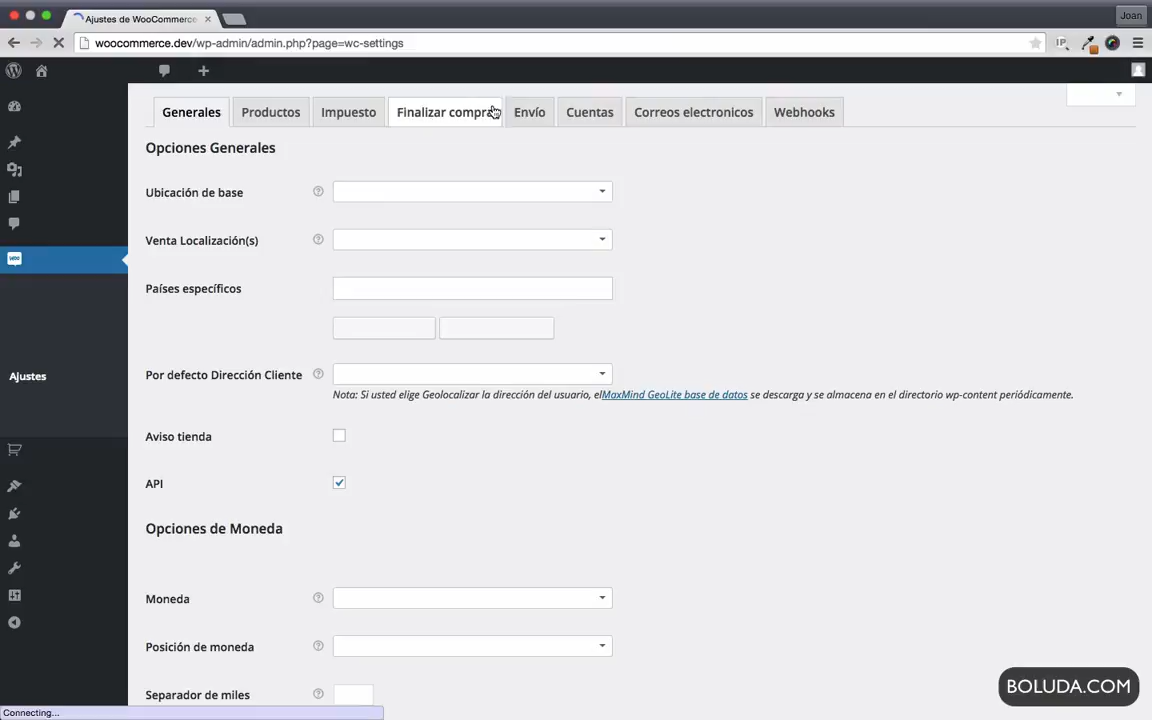 Ajustes de WooCommerce
Joan
woocommerce.dev/wp-admin/admin.php?page=wc-settings
IP
Generales
Productos
Impuesto
Finalizar compra
Envío
Cuentas
Correos electronicos
Webhooks
Opciones Generales
Ubicación de base
Venta Localización(s)
Países específicos
Por defecto Dirección Cliente
Nota: Si usted elige Geolocalizar la dirección del usuario, elMaxMind GeoLite base de datos se descarga y se almacena en el directorio wp-content periódicamente.
Ajustes
Aviso tienda
API
Opciones de Moneda
Moneda
Posición de moneda
Separador de miles
BOLUDA.COM
Connecting...